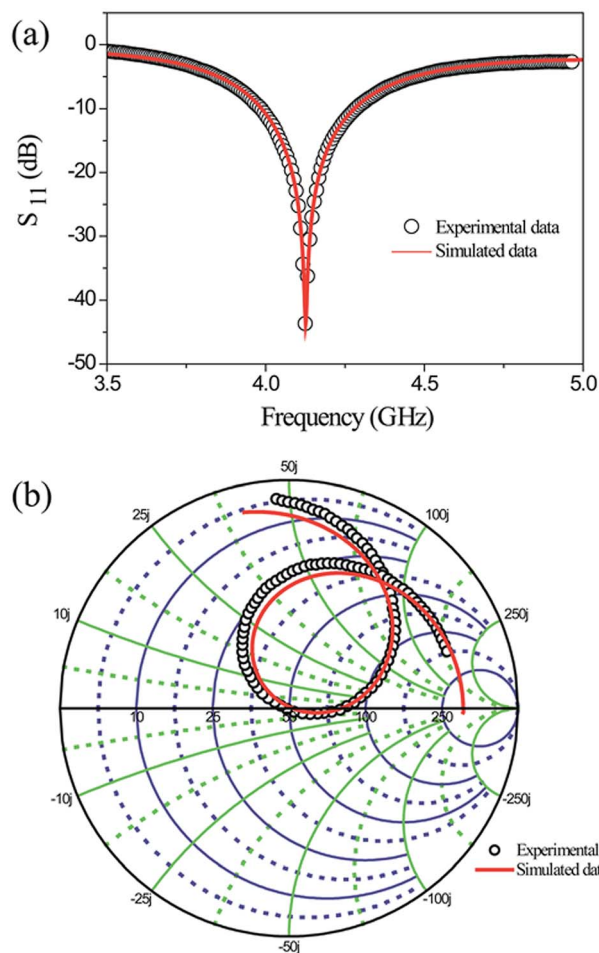 (a)
0
-10
-20
-30
-40
-50
S11 (dB)
Experimental data
Simulated data
3.5 4.0 4.5 5.0
Frequency (GHz)
(b)
50j
25j 100j
10j 250j
10 25 50 100 250
-10j -250j
-25j -100j
-50j
Experimental
Simulated dat